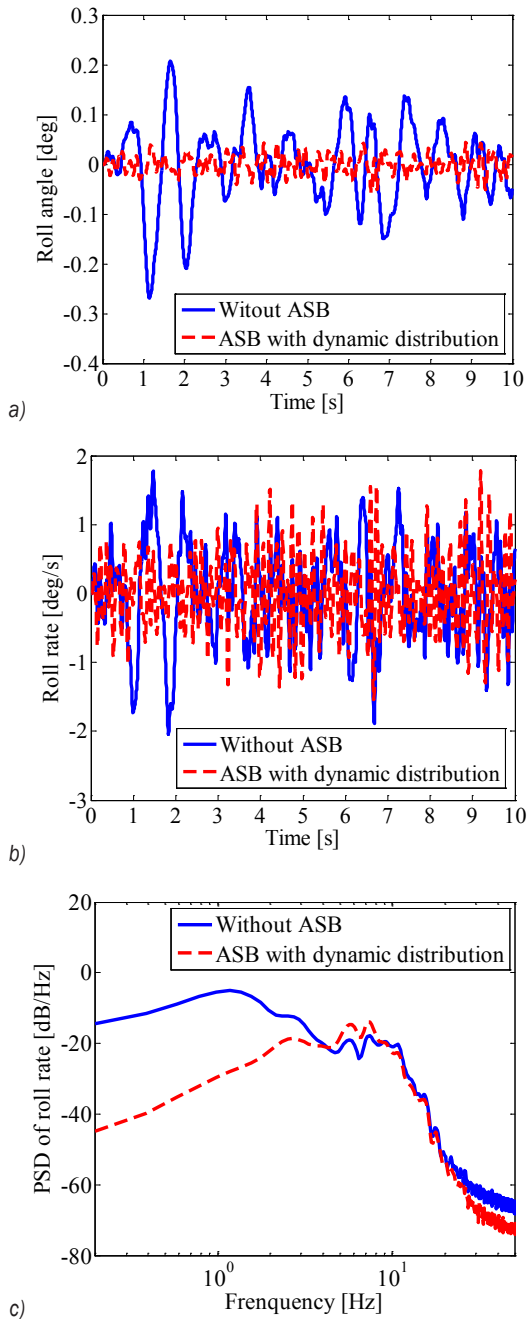 0.3
0.2
0.1
0
-0.1
-0.2
-0.3
-0.4
Roll angle [deg]
Witout ASB
ASB with dynamic distribution
0 1 2 3 4 5 6 7 8 9 10
Time [s]
a)
2
1
0
-1
-2
-3
Roll rate [deg/s]
Without ASB
ASB with dynamic distribution
0 1 2 3 4 5 6 7 8 9 10
Time [s]
b)
20
0
-20
-40
-60
-80
PSD of roll rate [dB/Hz]
Without ASB
ASB with dynamic distribution
10^0 10^1
Frenquency [Hz]
c)